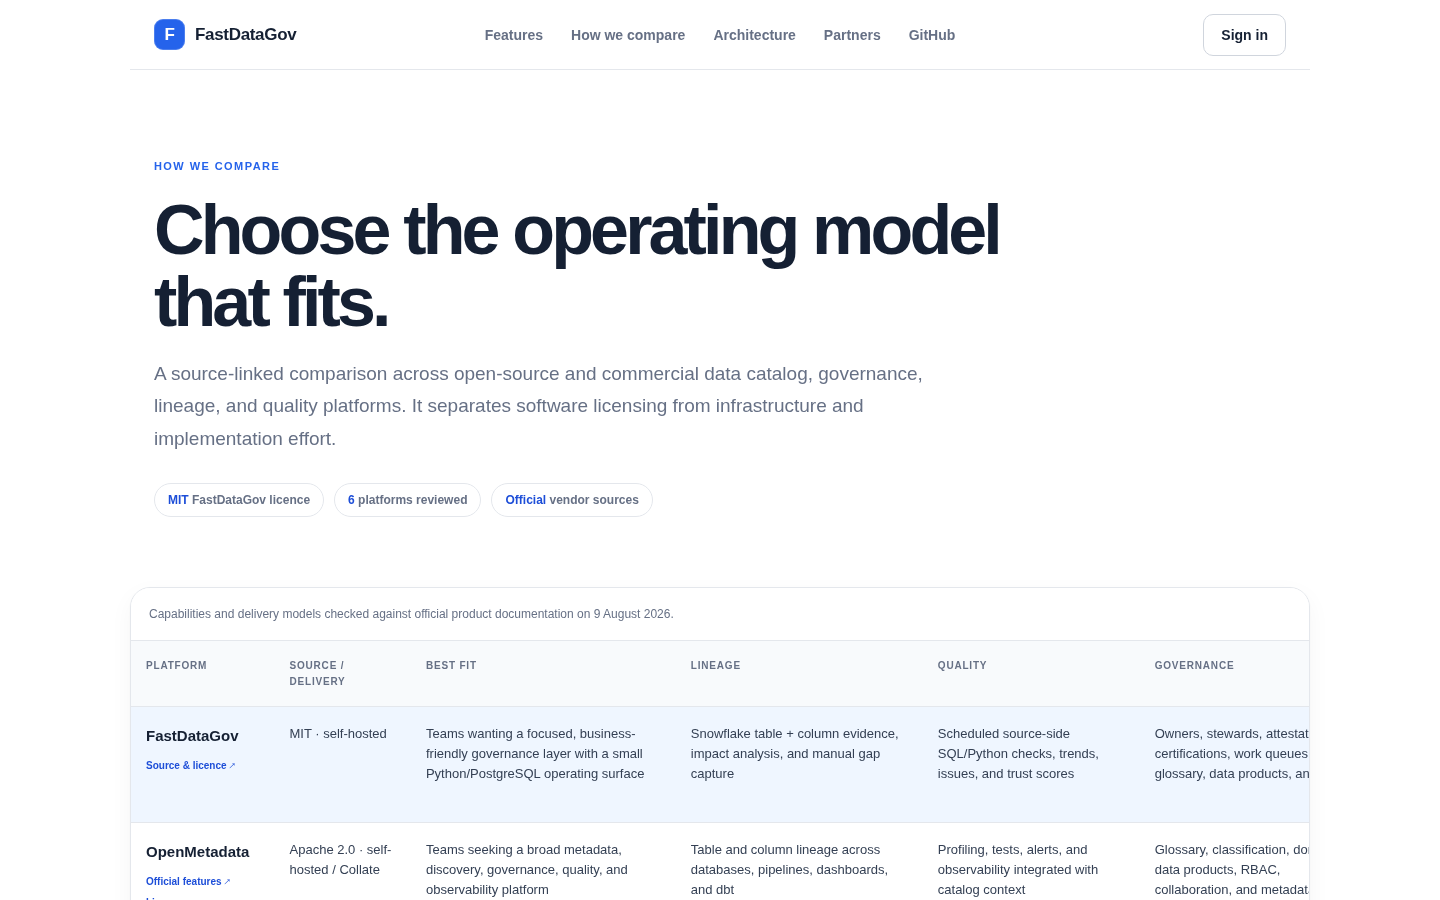 F FastDataGov
Features How we compare Architecture Partners GitHub
Sign in
HOW WE COMPARE
Choose the operating model
that fits.
A source-linked comparison across open-source and commercial data catalog, governance,
lineage, and quality platforms. It separates software licensing from infrastructure and
implementation effort.
MIT FastDataGov licence
6 platforms reviewed
Official vendor sources
Capabilities and delivery models checked against official product documentation on 9 August 2026.
PLATFORM
SOURCE /
DELIVERY
BEST FIT
LINEAGE
QUALITY
GOVERNANCE
FastDataGov
Source & licence ↗
MIT · self-hosted
Teams wanting a focused, business-
friendly governance layer with a small
Python/PostgreSQL operating surface
Snowflake table + column evidence,
impact analysis, and manual gap
capture
Scheduled source-side
SQL/Python checks, trends,
issues, and trust scores
Owners, stewards,
certifications, work queues
glossary, data products,
OpenMetadata
Official features ↗
Apache 2.0 · self-
hosted / Collate
Teams seeking a broad metadata,
discovery, governance, quality, and
observability platform
Table and column lineage across
databases, pipelines, dashboards,
and dbt
Profiling, tests, alerts, and
observability integrated with
catalog context
Glossary, classification,
data products, RBAC,
collaboration, and